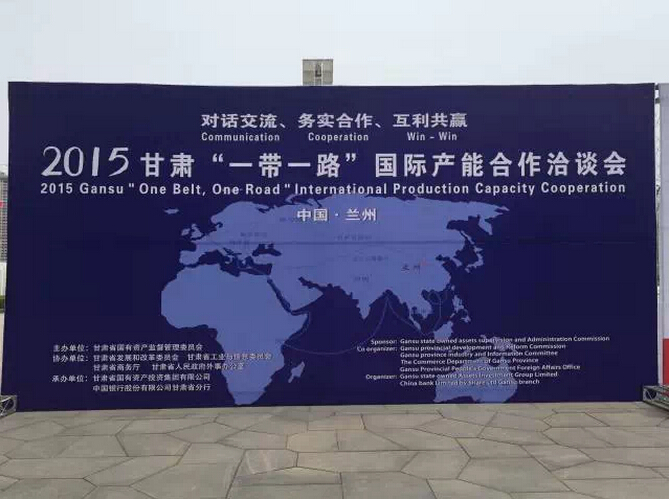 对话交流、务实合作、互利共赢
Communication Cooperation Win - Win
2015 甘肃 “一带一路” 国际产能合作洽谈会
2015 Gansu " One Belt, One Road " International Production Capacity Cooperation
中国 · 兰州
兰州
主办单位：甘肃省国有资产监督管理委员会
协办单位：甘肃省发展和改革委员会 甘肃省工业与信息委员会
甘肃省商务厅 甘肃省人民政府外事办公室
承办单位：甘肃省国有资产投资集团有限公司
中国银行股份有限公司甘肃省分行
Sponsor: Gansu state owned assets supervision and Administration Commission
Co organizer: Gansu provincial development and Reform Commission
Gansu province industry and Information Committee
The Commerce Department of Gansu Province
Gansu Provincial People's Government Foreign Affairs Office
Organizer: Gansu state owned Assets Investment Group Limited
China bank Limited by Share Ltd Gansu branch